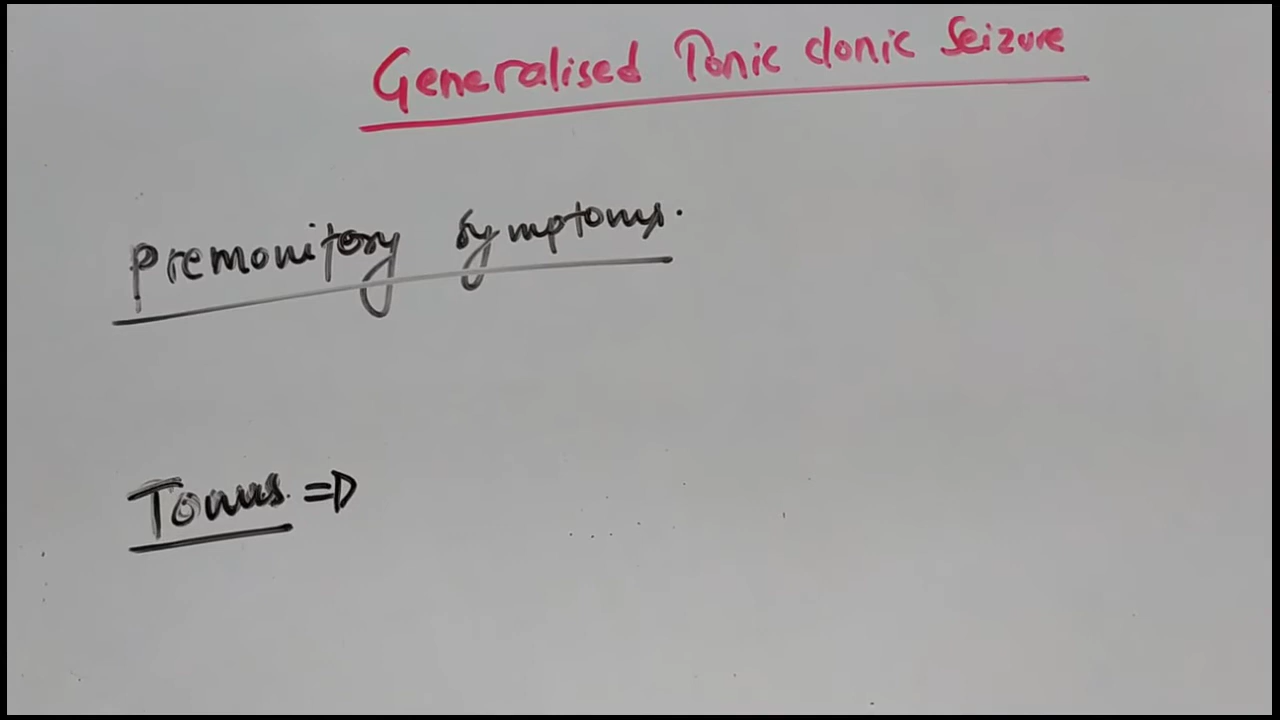 Generalised Tonic clonic Seizure
Premonitory symptoms.
Tonus. ⇒